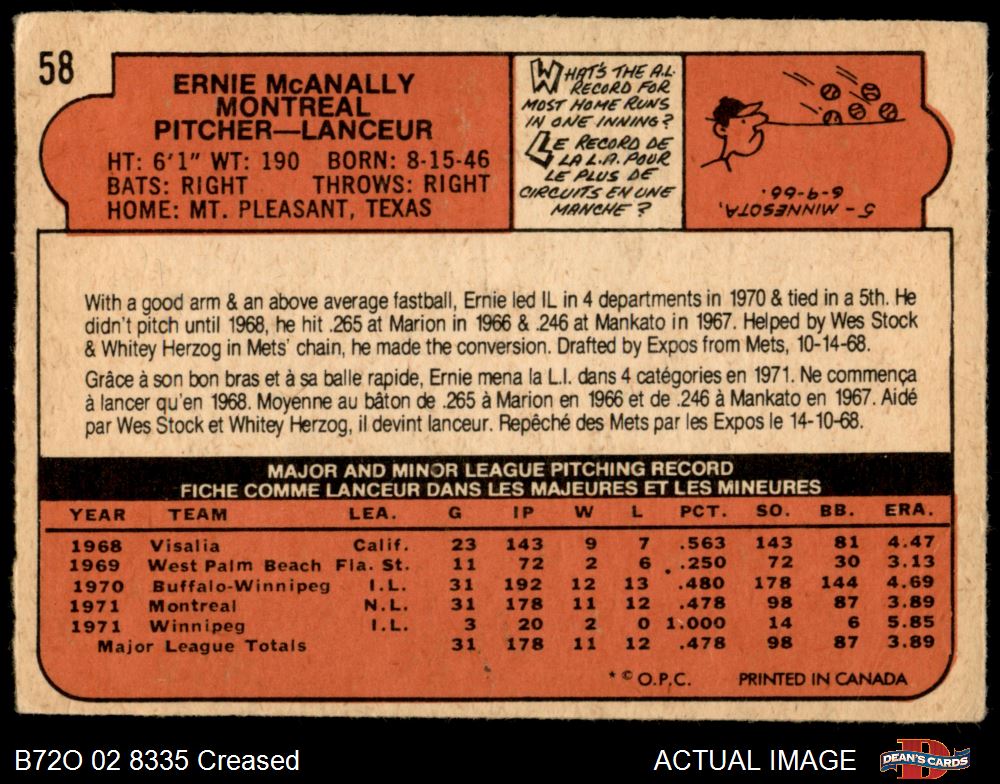 58
ERNIE McANALLY
MONTREAL
PITCHER—LANCEUR
HT: 6'1" WT: 190 BORN: 8-15-46
BATS: RIGHT THROWS: RIGHT
HOME: MT. PLEASANT, TEXAS
WHAT'S THE A.L.
RECORD FOR
MOST HOME RUNS
IN ONE INNING?
LE RECORD DE
LA L.A. POUR
LE PLUS DE
CIRCUITS EN UNE
MANCHE?
5 - MINNESOTA,
6-9-66.
With a good arm & an above average fastball, Ernie led IL in 4 departments in 1970 & tied in a 5th. He
didn't pitch until 1968, he hit .265 at Marion in 1966 & .246 at Mankato in 1967. Helped by Wes Stock
& Whitey Herzog in Mets' chain, he made the conversion. Drafted by Expos from Mets, 10-14-68.
Grâce à son bon bras et à sa balle rapide, Ernie mena la L.I. dans 4 catégories en 1971. Ne commença
à lancer qu'en 1968. Moyenne au bâton de .265 à Marion en 1966 et de .246 à Mankato en 1967. Aidé
par Wes Stock et Whitey Herzog, il devint lanceur. Repêché des Mets par les Expos le 14-10-68.
MAJOR AND MINOR LEAGUE PITCHING RECORD
FICHE COMME LANCEUR DANS LES MAJEURES ET LES MINEURES
YEAR TEAM LEA. G IP W L PCT. SO. BB. ERA.
1968 Visalia Calif. 23 143 9 7 .563 143 81 4.47
1969 West Palm Beach Fla. St. 11 72 2 6 .250 72 30 3.13
1970 Buffalo-Winnipeg I.L. 31 192 12 13 .480 178 144 4.69
1971 Montreal N.L. 31 178 11 12 .478 98 87 3.89
1971 Winnipeg I.L. 3 20 2 0 1.000 14 6 5.85
Major League Totals 31 178 11 12 .478 98 87 3.89
* © O.P.C. PRINTED IN CANADA
B72O 02 8335 Creased ACTUAL IMAGE DEAN'S CARDS